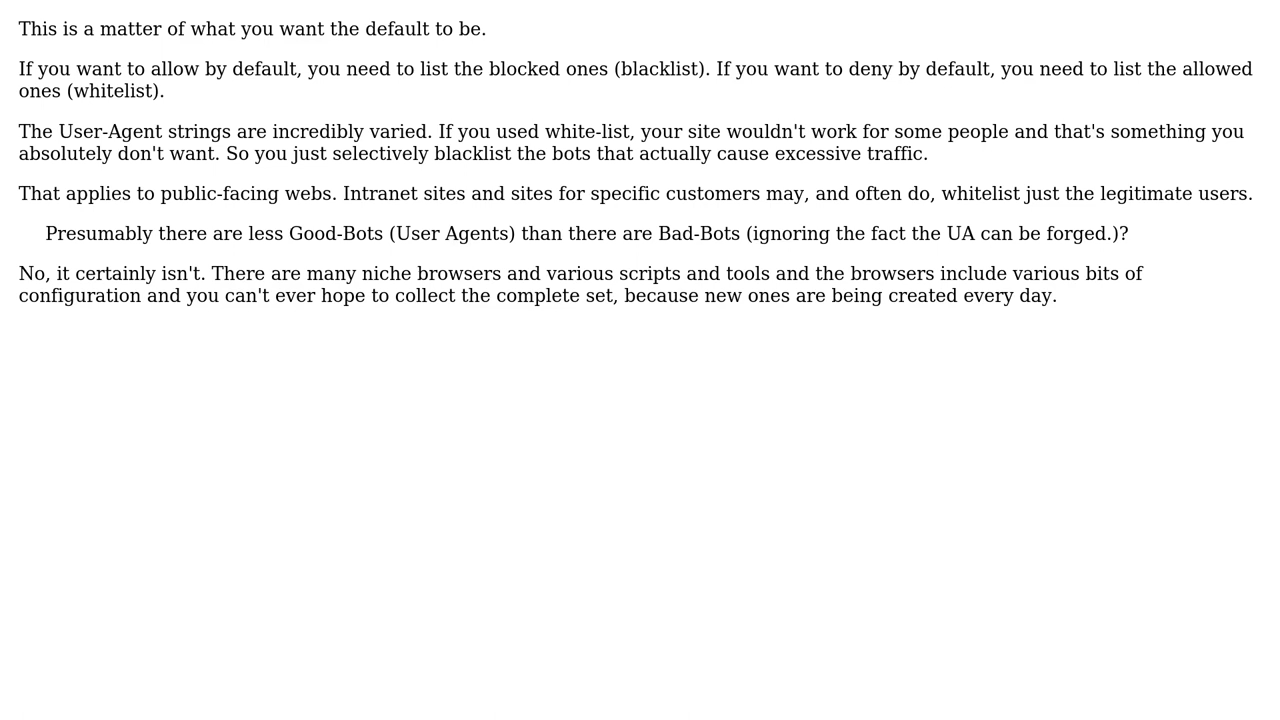 This is a matter of what you want the default to be.
If you want to allow by default, you need to list the blocked ones (blacklist). If you want to deny by default, you need to list the allowed
ones (whitelist).
The User-Agent strings are incredibly varied. If you used white-list, your site wouldn't work for some people and that's something you
absolutely don't want. So you just selectively blacklist the bots that actually cause excessive traffic.
That applies to public-facing webs. Intranet sites and sites for specific customers may, and often do, whitelist just the legitimate users.
Presumably there are less Good-Bots (User Agents) than there are Bad-Bots (ignoring the fact the UA can be forged.)?
No, it certainly isn't. There are many niche browsers and various scripts and tools and the browsers include various bits of
configuration and you can't ever hope to collect the complete set, because new ones are being created every day.